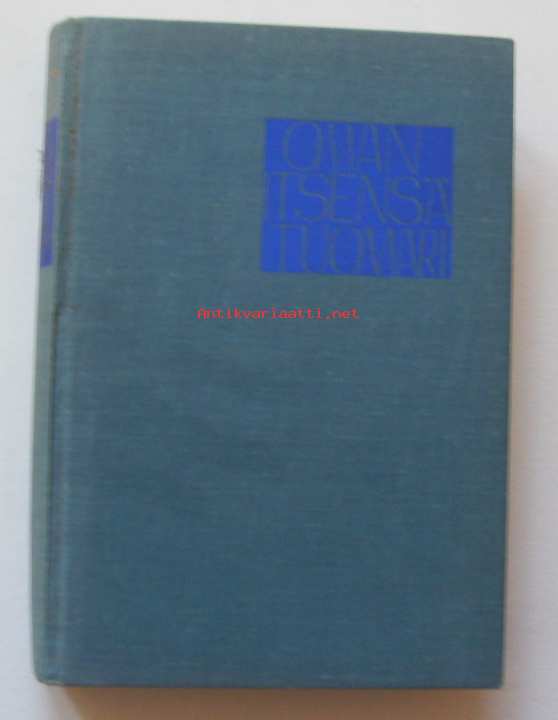 OMAN
ITSENSÄ
TUOMARI
Antikvariaatti.net